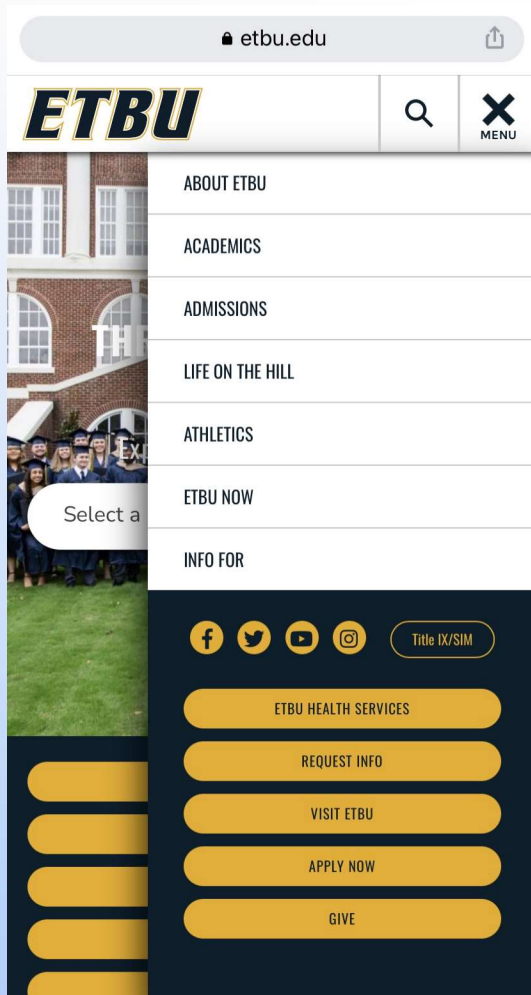 etbu.edu
ETBU
MENU
ABOUT ETBU
ACADEMICS
ADMISSIONS
LIFE ON THE HILL
ATHLETICS
ETBU NOW
INFO FOR
Select a
Title IX/SIM
ETBU HEALTH SERVICES
REQUEST INFO
VISIT ETBU
APPLY NOW
GIVE